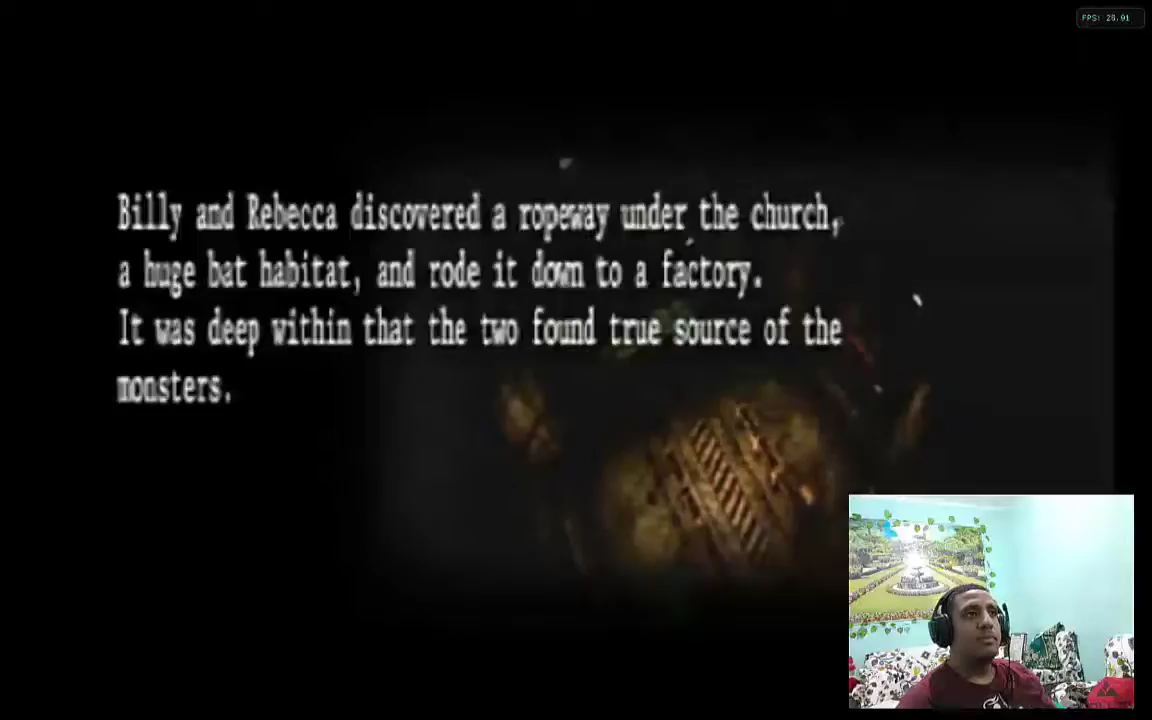 FPS: 28.91
Billy and Rebecca discovered a ropeway under the church,
a huge bat habitat, and rode it down to a factory.
It was deep within that the two found true source of the
monsters.